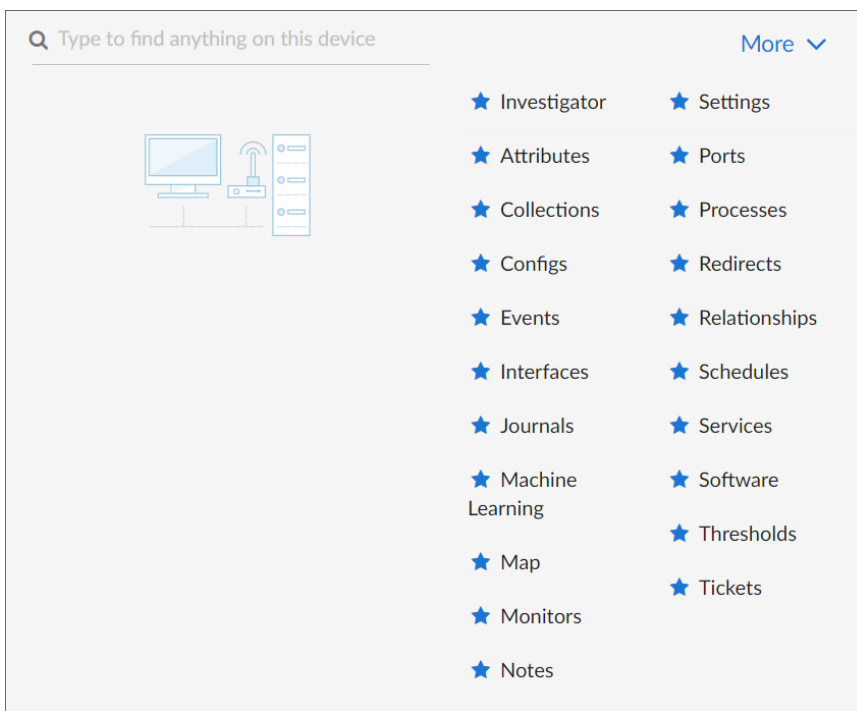 Type to find anything on this device
More
Investigator
Attributes
Collections
Configs
Events
Interfaces
Journals
Machine
Learning
Map
Monitors
Notes
Settings
Ports
Processes
Redirects
Relationships
Schedules
Services
Software
Thresholds
Tickets